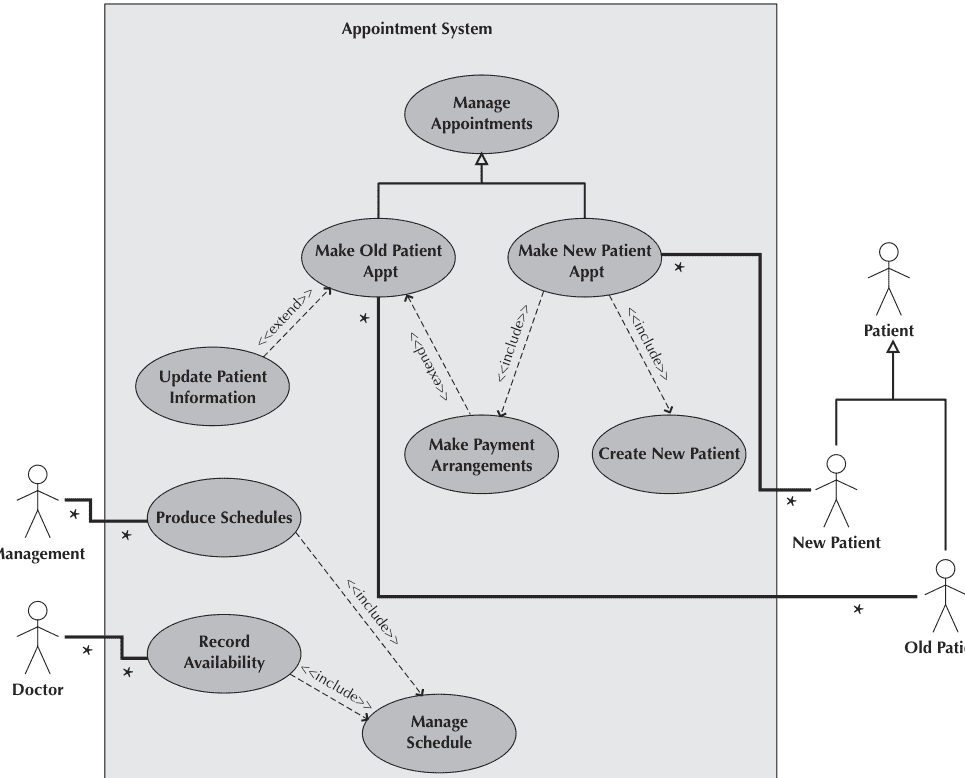 Appointment System
Manage
Appointments
Make Old Patient
Appt
Make New Patient
Appt
*
Patient
<<extend>>
*
<<extend>>
<<include>>
<<include>>
Update Patient
Information
Make Payment
Arrangements
Create New Patient
Produce Schedules
*
*
*
Management
New Patient
<<include>>
*
Record
Availability
*
*
Doctor
<<include>>
Old Pati
Manage
Schedule